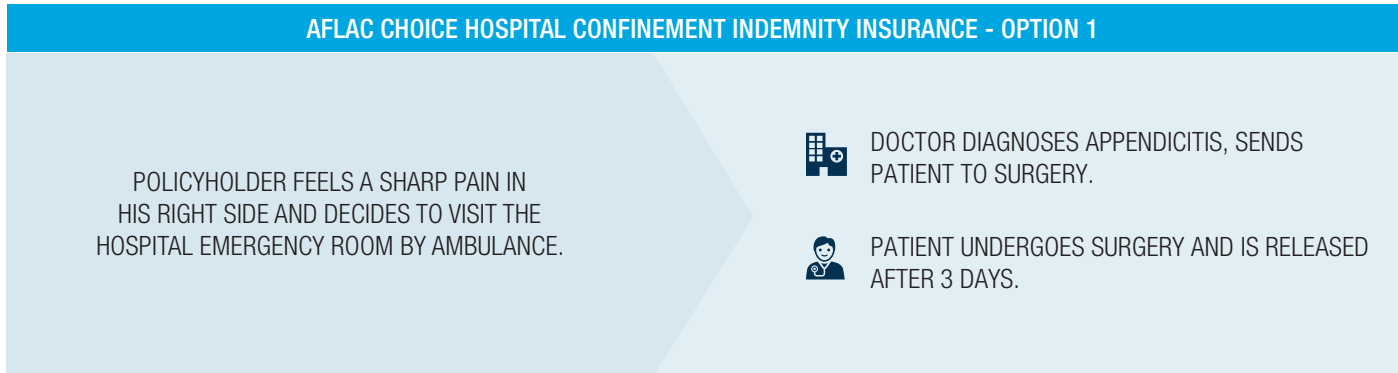 AFLAC CHOICE HOSPITAL CONFINEMENT INDEMNITY INSURANCE - OPTION 1
POLICYHOLDER FEELS A SHARP PAIN IN
HIS RIGHT SIDE AND DECIDES TO VISIT THE
HOSPITAL EMERGENCY ROOM BY AMBULANCE.
DOCTOR DIAGNOSES APPENDICITIS, SENDS
PATIENT TO SURGERY.
PATIENT UNDERGOES SURGERY AND IS RELEASED
AFTER 3 DAYS.